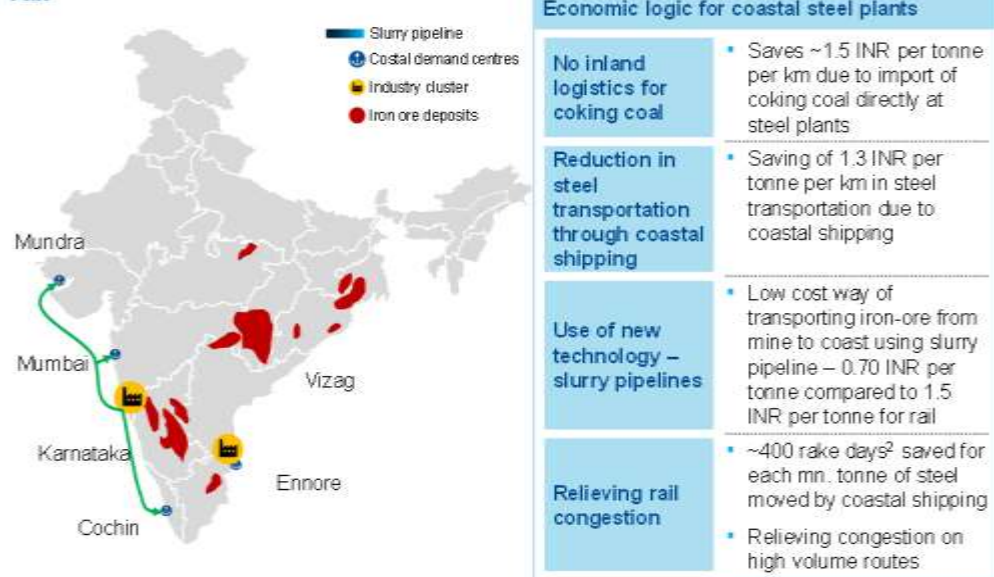 Slurry pipeline
Costal demand centres
Industry cluster
Iron ore deposits
Mundra
Mumbai
Karnataka
Cochin
Vizag
Ennore
Economic logic for coastal steel plants
No inland
logistics for
coking coal
▪ Saves ~1.5 INR per tonne
per km due to import of
coking coal directly at
steel plants
Reduction in
steel
transportation
through coastal
shipping
▪ Saving of 1.3 INR per
tonne per km in steel
transportation due to
coastal shipping
Use of new
technology –
slurry pipelines
▪ Low cost way of
transporting iron-ore from
mine to coast using slurry
pipeline – 0.70 INR per
tonne compared to 1.5
INR per tonne for rail
Relieving rail
congestion
▪ ~400 rake days² saved for
each mn. tonne of steel
moved by coastal shipping
▪ Relieving congestion on
high volume routes